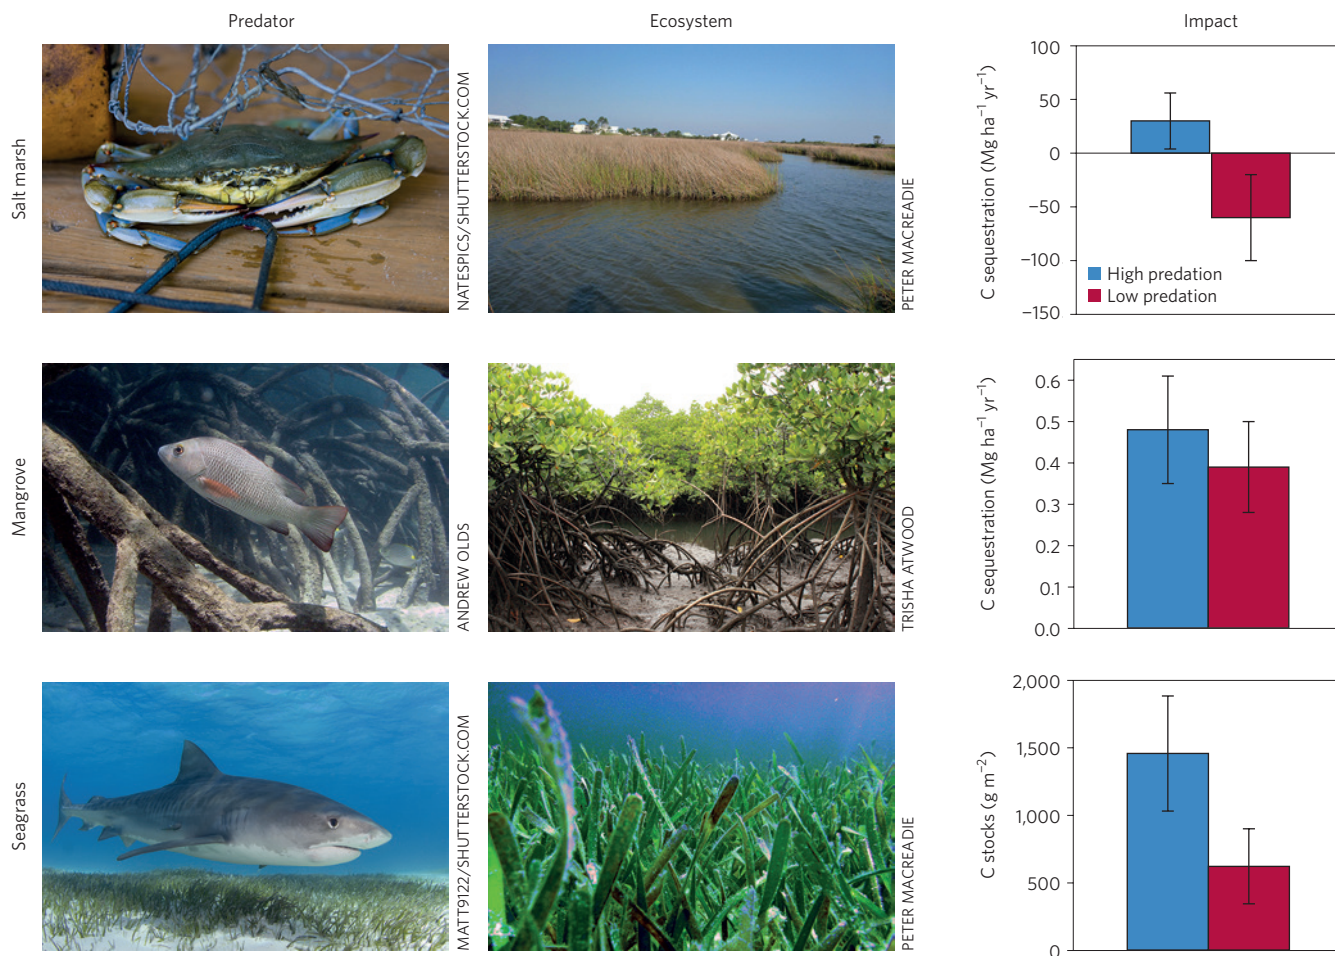 Predator
Ecosystem
Impact
Salt marsh
NATESPICS/SHUTTERSTOCK.COM
PETER MACREADIE
C sequestration (Mg ha⁻¹ yr⁻¹)
100
50
0
−50
−100
−150
High predation
Low predation
Mangrove
ANDREW OLDS
TRISHA ATWOOD
C sequestration (Mg ha⁻¹ yr⁻¹)
0.6
0.5
0.4
0.3
0.2
0.1
0.0
Seagrass
MATT9122/SHUTTERSTOCK.COM
PETER MACREADIE
C stocks (g m⁻²)
2,000
1,500
1,000
500
0